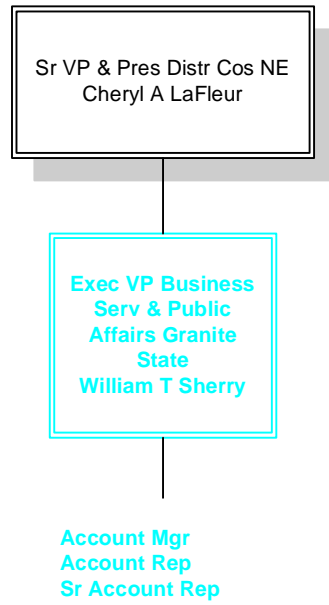 Sr VP & Pres Distr Cos NE
Cheryl A LaFleur
Exec VP Business
Serv & Public
Affairs Granite
State
William T Sherry
Account Mgr
Account Rep
Sr Account Rep